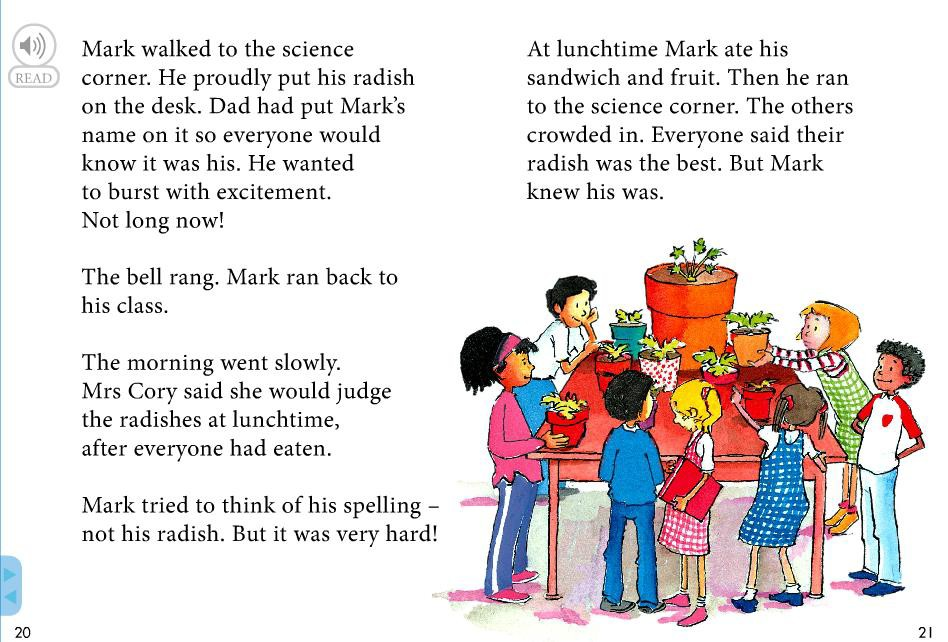 READ
Mark walked to the science
corner. He proudly put his radish
on the desk. Dad had put Mark's
name on it so everyone would
know it was his. He wanted
to burst with excitement.
Not long now!
The bell rang. Mark ran back to
his class.
The morning went slowly.
Mrs Cory said she would judge
the radishes at lunchtime,
after everyone had eaten.
Mark tried to think of his spelling –
not his radish. But it was very hard!
20
At lunchtime Mark ate his
sandwich and fruit. Then he ran
to the science corner. The others
crowded in. Everyone said their
radish was the best. But Mark
knew his was.
21